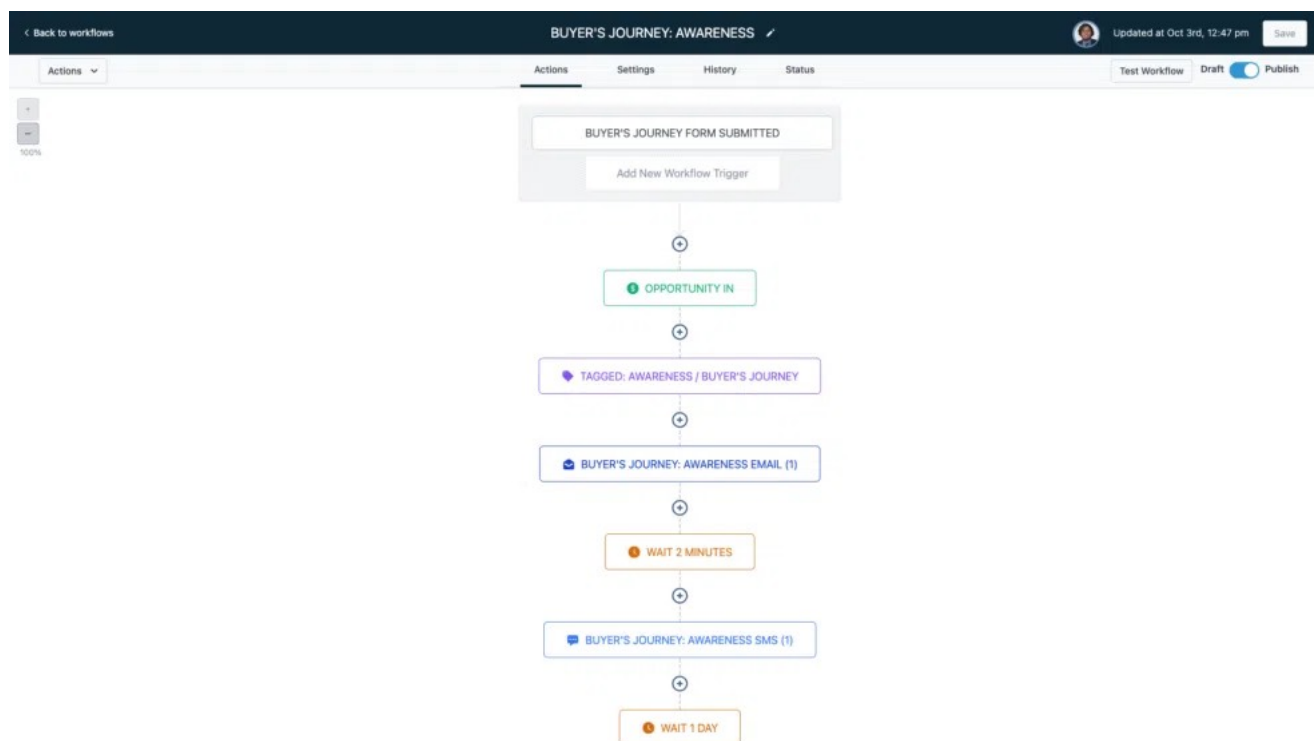 Back to workflows
BUYER'S JOURNEY: AWARENESS
Updated at Oct 3rd, 12:47 pm
Save
Actions
Actions
Settings
History
Status
Test Workflow
Draft
Publish
100%
BUYER'S JOURNEY FORM SUBMITTED
Add New Workflow Trigger
OPPORTUNITY IN
TAGGED: AWARENESS / BUYER'S JOURNEY
BUYER'S JOURNEY: AWARENESS EMAIL (1)
WAIT 2 MINUTES
BUYER'S JOURNEY: AWARENESS SMS (1)
WAIT 1 DAY